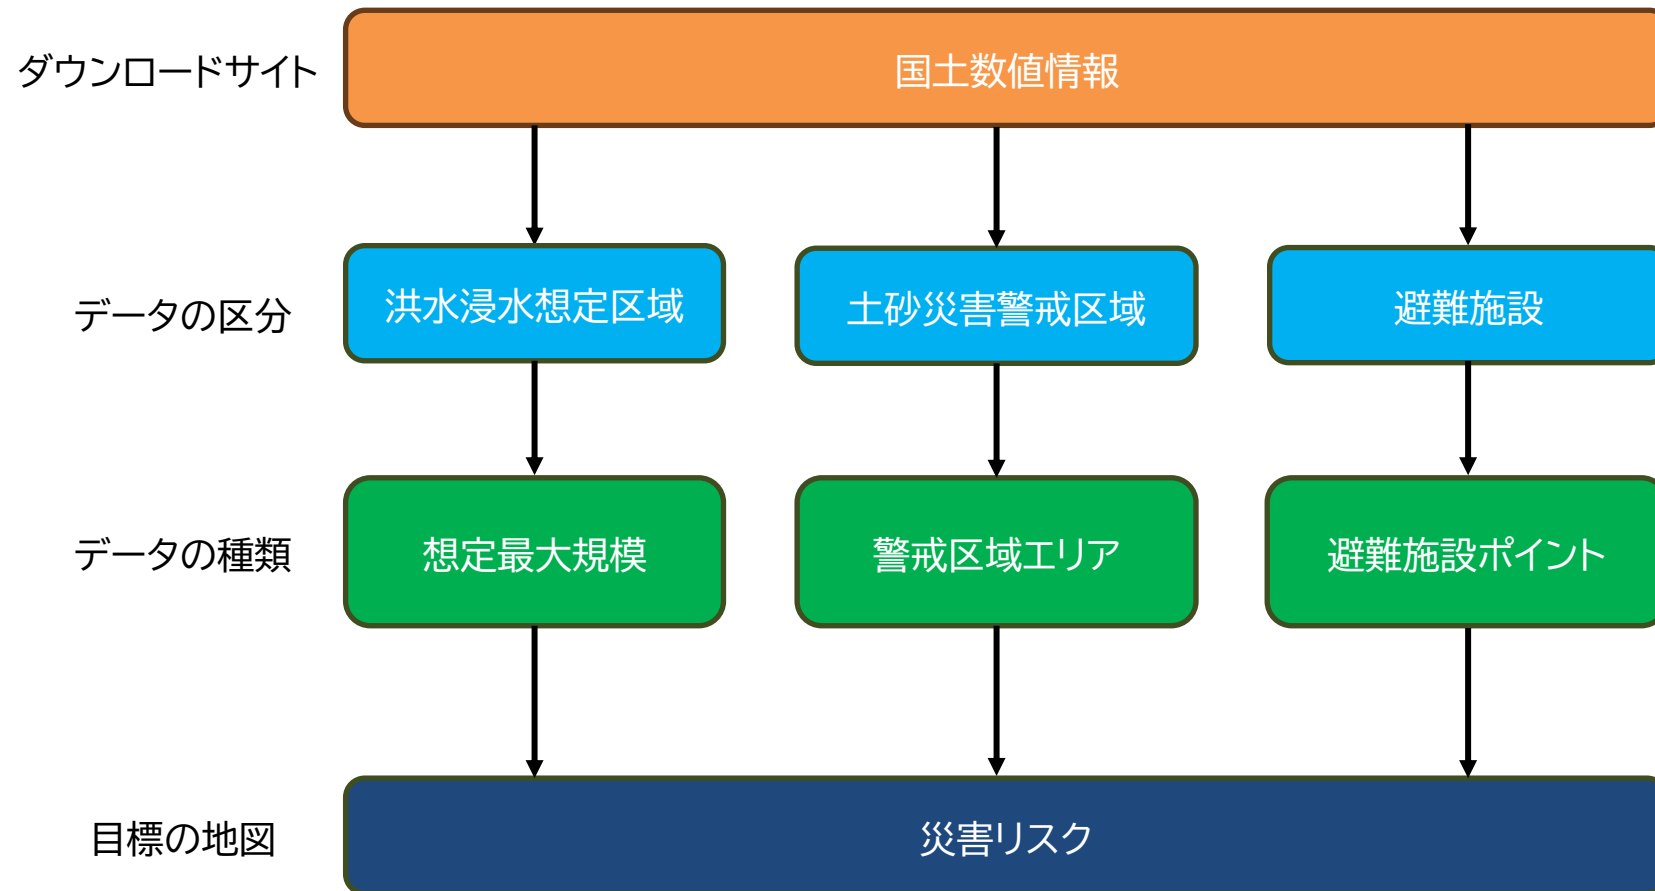 ダウンロードサイト
国土数値情報
データの区分
洪水浸水想定区域
土砂災害警戒区域
避難施設
データの種類
想定最大規模
警戒区域エリア
避難施設ポイント
目標の地図
災害リスク